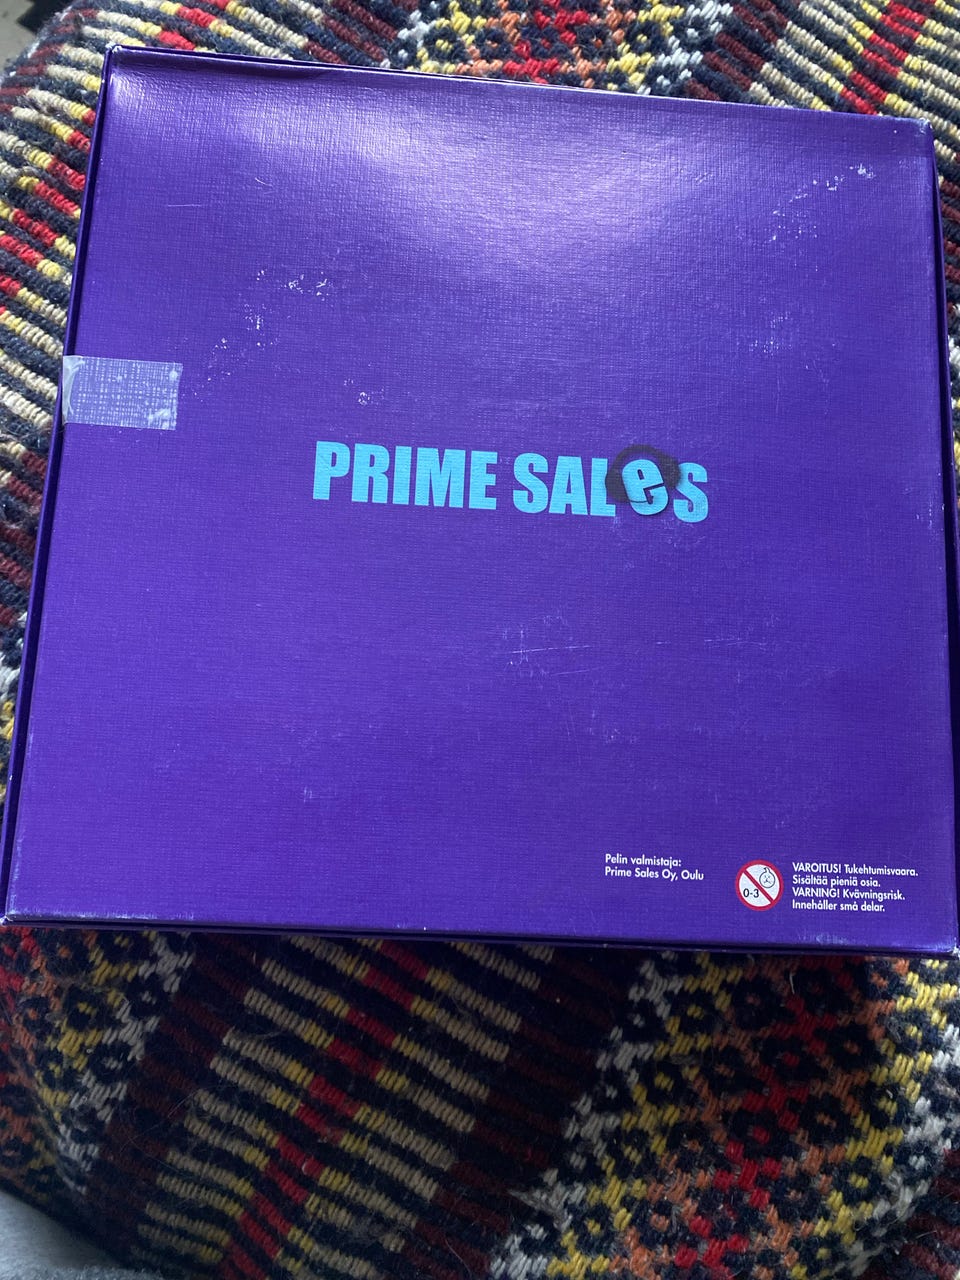 PRIME SALeS
Pelin valmistaja:
Prime Sales Oy, Oulu
0-3
VAROITUS! Tukehtumisvaara.
Sisältää pieniä osia.
VARNING! Kvävningsrisk.
Innehåller små delar.